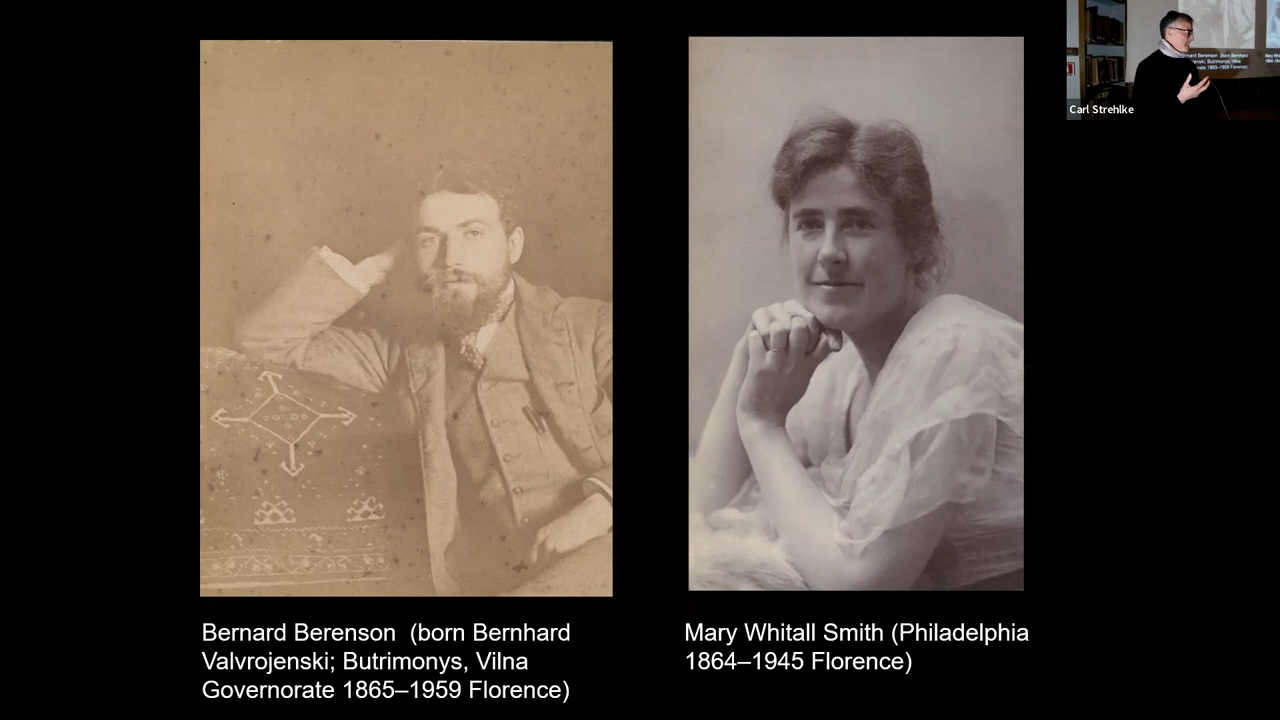 Carl Strehlke
Bernard Berenson (born Bernhard
Valvrojenski; Butrimonys, Vilna
Governorate 1865–1959 Florence)
Mary Whitall Smith (Philadelphia
1864–1945 Florence)